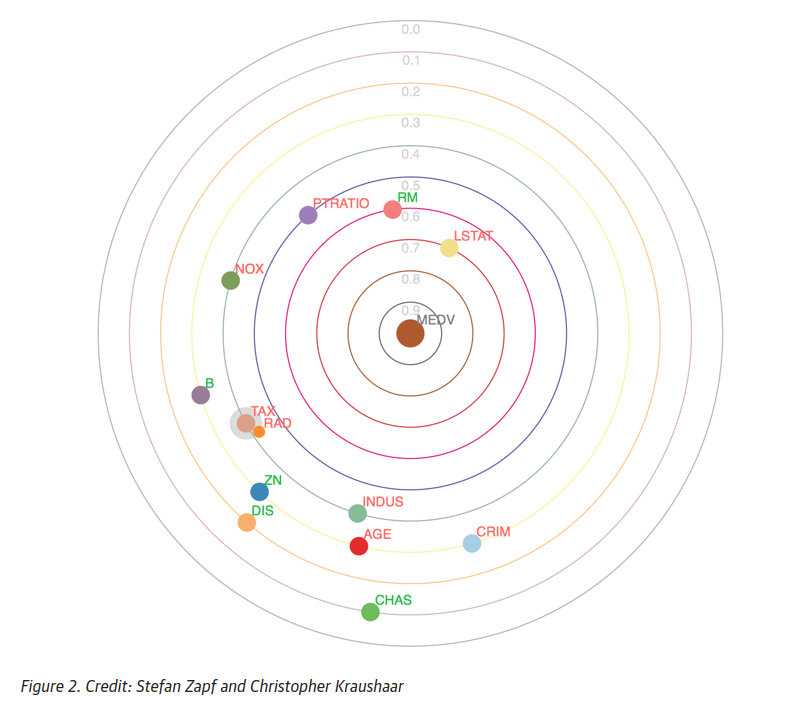 0.0
0.1
0.2
0.3
0.4
0.5
PTRATIO
RM
0.6
LSTAT
0.7
NOX
0.8
0.9
MEDV
B
TAX
RAD
ZN
INDUS
DIS
AGE
CRIM
CHAS
Figure 2. Credit: Stefan Zapf and Christopher Kraushaar